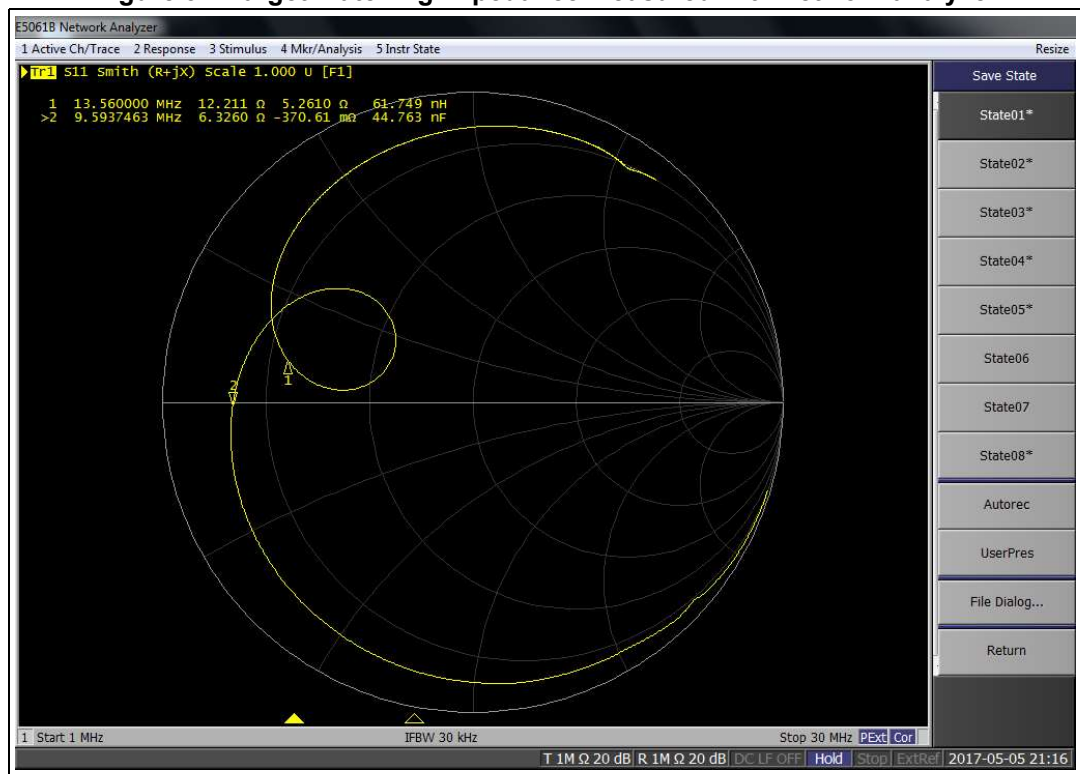 E5061B Network Analyzer
1 Active Ch/Trace 2 Response 3 Stimulus 4 Mkr/Analysis 5 Instr State Resize
Tr1 S11 Smith (R+jX) Scale 1.000 U [F1]
1 13.560000 MHz 12.211 Ω 5.2610 Ω 61.749 nH
>2 9.5937463 MHz 6.3260 Ω -370.61 mΩ 44.763 nF
2
1
Save State
State01*
State02*
State03*
State04*
State05*
State06
State07
State08*
Autorec
UserPres
File Dialog...
Return
1 Start 1 MHz IFBW 30 kHz Stop 30 MHz PExt Cor
T 1M Ω 20 dB R 1M Ω 20 dB DC LF OFF Hold Stop ExtRef 2017-05-05 21:16